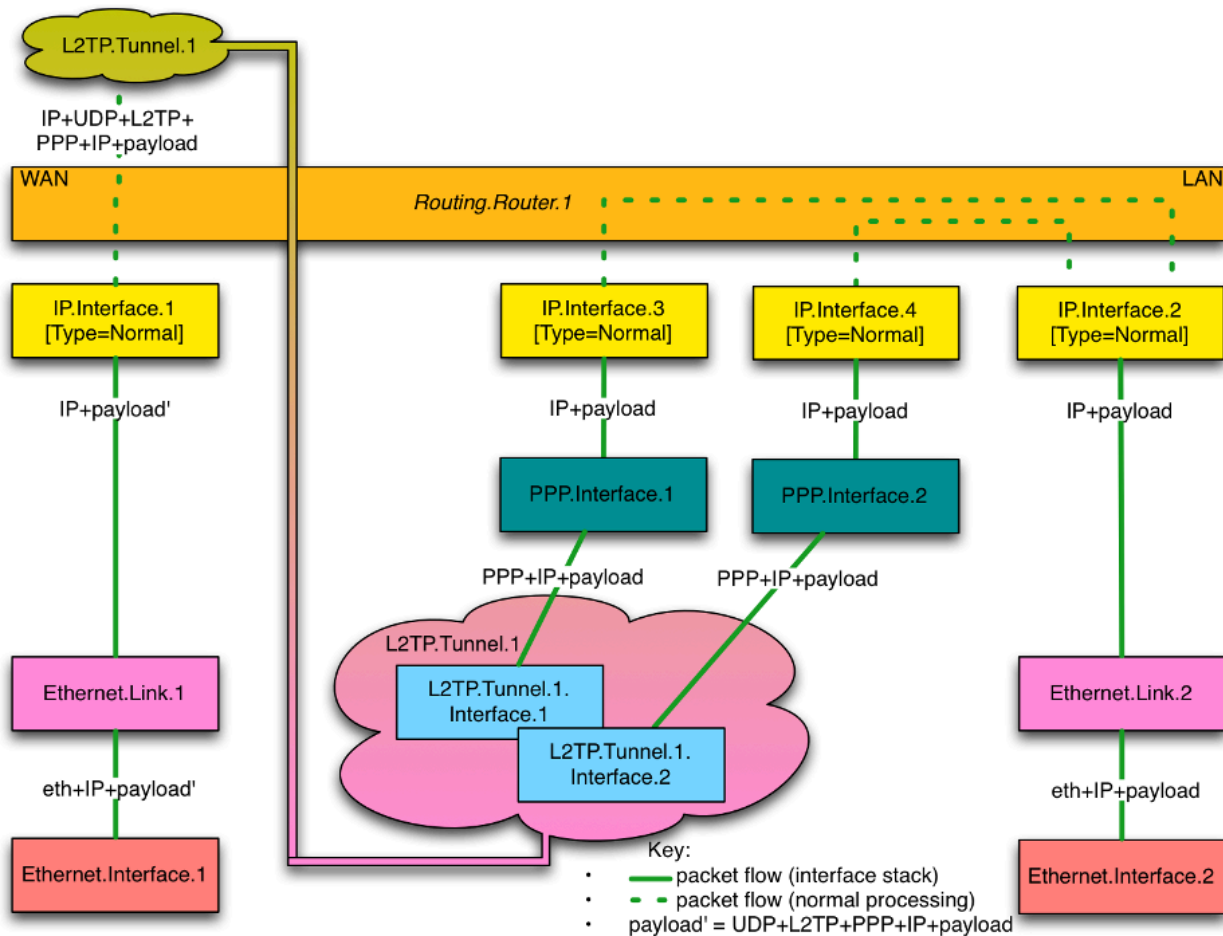 L2TP.Tunnel.1
IP+UDP+L2TP+
PPP+IP+payload
WAN
LAN
Routing.Router.1
IP.Interface.1
[Type=Normal]
IP.Interface.3
[Type=Normal]
IP.Interface.4
[Type=Normal]
IP.Interface.2
[Type=Normal]
IP+payload'
IP+payload
IP+payload
IP+payload
PPP.Interface.1
PPP.Interface.2
PPP+IP+payload
PPP+IP+payload
L2TP.Tunnel.1
L2TP.Tunnel.1.
Interface.1
L2TP.Tunnel.1.
Interface.2
Ethernet.Link.1
Ethernet.Link.2
eth+IP+payload'
eth+IP+payload
Ethernet.Interface.1
Ethernet.Interface.2
Key:
· packet flow (interface stack)
· packet flow (normal processing)
· payload' = UDP+L2TP+PPP+IP+payload